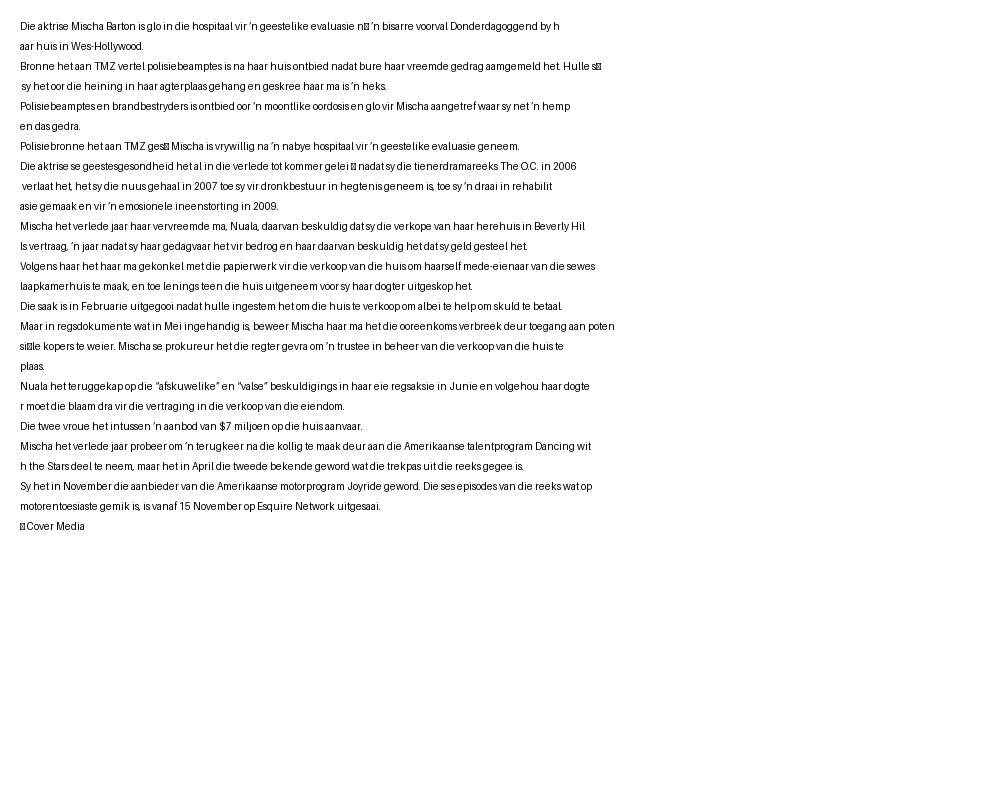 Die aktrise Mischa Barton is glo in die hospitaal vir ’n geestelike evaluasie n□ ’n bisarre voorval Donderdagoggend by h
aar huis in Wes-Hollywood.
Bronne het aan TMZ vertel polisiebeamptes is na haar huis ontbied nadat bure haar vreemde gedrag aamgemeld het. Hulle s□
sy het oor die heining in haar agterplaas gehang en geskree haar ma is ’n heks.
Polisiebeamptes en brandbestryders is ontbied oor ’n moontlike oordosis en glo vir Mischa aangetref waar sy net ’n hemp
en das gedra.
Polisiebronne het aan TMZ ges□ Mischa is vrywillig na ’n nabye hospitaal vir ’n geestelike evaluasie geneem.
Die aktrise se geestesgesondheid het al in die verlede tot kommer gelei □ nadat sy die tienerdramareeks The O.C. in 2006
verlaat het, het sy die nuus gehaal in 2007 toe sy vir dronkbestuur in hegtenis geneem is, toe sy ’n draai in rehabilit
asie gemaak en vir ’n emosionele ineenstorting in 2009.
Mischa het verlede jaar haar vervreemde ma, Nuala, daarvan beskuldig dat sy die verkope van haar herehuis in Beverly Hil
ls vertraag, ’n jaar nadat sy haar gedagvaar het vir bedrog en haar daarvan beskuldig het dat sy geld gesteel het.
Volgens haar het haar ma gekonkel met die papierwerk vir die verkoop van die huis om haarself mede-eienaar van die sewes
laapkamerhuis te maak, en toe lenings teen die huis uitgeneem voor sy haar dogter uitgeskop het.
Die saak is in Februarie uitgegooi nadat hulle ingestem het om die huis te verkoop om albei te help om skuld te betaal.
Maar in regsdokumente wat in Mei ingehandig is, beweer Mischa haar ma het die ooreenkoms verbreek deur toegang aan poten
si□le kopers te weier. Mischa se prokureur het die regter gevra om ’n trustee in beheer van die verkoop van die huis te
plaas.
Nuala het teruggekap op die “afskuwelike” en “valse” beskuldigings in haar eie regsaksie in Junie en volgehou haar dogte
r moet die blaam dra vir die vertraging in die verkoop van die eiendom.
Die twee vroue het intussen ’n aanbod van $7 miljoen op die huis aanvaar.
Mischa het verlede jaar probeer om ’n terugkeer na die kollig te maak deur aan die Amerikaanse talentprogram Dancing wit
h the Stars deel te neem, maar het in April die tweede bekende geword wat die trekpas uit die reeks gegee is.
Sy het in November die aanbieder van die Amerikaanse motorprogram Joyride geword. Die ses episodes van die reeks wat op
motorentoesiaste gemik is, is vanaf 15 November op Esquire Network uitgesaai.
□ Cover Media